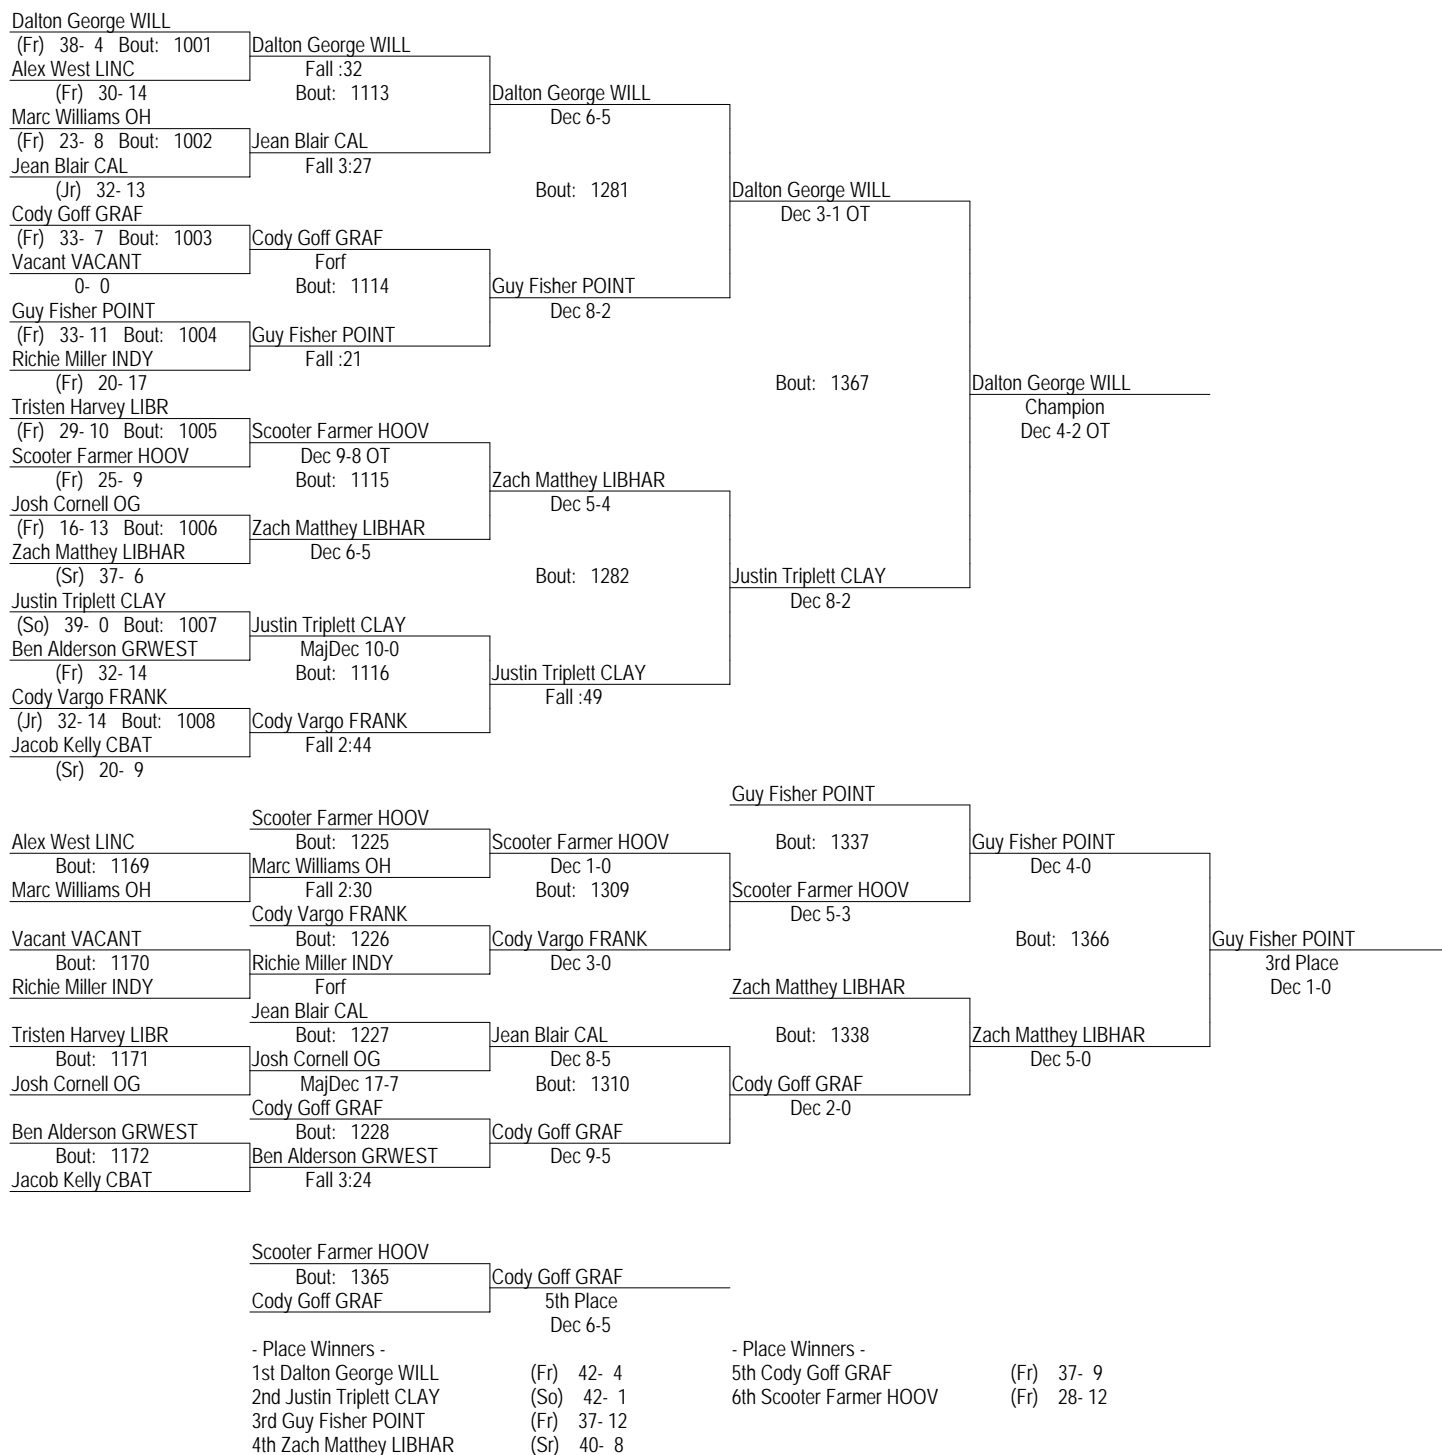 Dalton George WILL
(Fr) 38- 4 Bout: 1001 Dalton George WILL
Alex West LINC Fall :32
(Fr) 30- 14 Bout: 1113 Dalton George WILL
Marc Williams OH Dec 6-5
(Fr) 23- 8 Bout: 1002 Jean Blair CAL
Jean Blair CAL Fall 3:27
(Jr) 32- 13 Bout: 1281 Dalton George WILL
Cody Goff GRAF Dec 3-1 OT
(Fr) 33- 7 Bout: 1003 Cody Goff GRAF
Vacant VACANT Forf
0- 0 Bout: 1114 Guy Fisher POINT
Guy Fisher POINT Dec 8-2
(Fr) 33- 11 Bout: 1004 Guy Fisher POINT
Richie Miller INDY Fall :21
(Fr) 20- 17 Bout: 1367 Dalton George WILL
Tristen Harvey LIBR Champion
(Fr) 29- 10 Bout: 1005 Scooter Farmer HOOV Dec 4-2 OT
Scooter Farmer HOOV Dec 9-8 OT
(Fr) 25- 9 Bout: 1115 Zach Matthey LIBHAR
Josh Cornell OG Dec 5-4
(Fr) 16- 13 Bout: 1006 Zach Matthey LIBHAR
Zach Matthey LIBHAR Dec 6-5
(Sr) 37- 6 Bout: 1282 Justin Triplett CLAY
Justin Triplett CLAY Dec 8-2
(So) 39- 0 Bout: 1007 Justin Triplett CLAY
Ben Alderson GRWEST MajDec 10-0
(Fr) 32- 14 Bout: 1116 Justin Triplett CLAY
Cody Vargo FRANK Fall :49
(Jr) 32- 14 Bout: 1008 Cody Vargo FRANK
Jacob Kelly CBAT Fall 2:44
(Sr) 20- 9
Guy Fisher POINT
Scooter Farmer HOOV
Alex West LINC Bout: 1225 Scooter Farmer HOOV Bout: 1337 Guy Fisher POINT
Bout: 1169 Marc Williams OH Dec 1-0 Dec 4-0
Marc Williams OH Fall 2:30 Bout: 1309 Scooter Farmer HOOV
Cody Vargo FRANK Dec 5-3
Vacant VACANT Bout: 1226 Cody Vargo FRANK Bout: 1366 Guy Fisher POINT
Bout: 1170 Richie Miller INDY Dec 3-0 3rd Place
Richie Miller INDY Forf Zach Matthey LIBHAR Dec 1-0
Jean Blair CAL
Tristen Harvey LIBR Bout: 1227 Jean Blair CAL Bout: 1338 Zach Matthey LIBHAR
Bout: 1171 Josh Cornell OG Dec 8-5 Dec 5-0
Josh Cornell OG MajDec 17-7 Bout: 1310 Cody Goff GRAF
Cody Goff GRAF Dec 2-0
Ben Alderson GRWEST Bout: 1228 Cody Goff GRAF
Bout: 1172 Ben Alderson GRWEST Dec 9-5
Jacob Kelly CBAT Fall 3:24
Scooter Farmer HOOV
Bout: 1365 Cody Goff GRAF
Cody Goff GRAF 5th Place
Dec 6-5
- Place Winners - - Place Winners -
1st Dalton George WILL (Fr) 42- 4 5th Cody Goff GRAF (Fr) 37- 9
2nd Justin Triplett CLAY (So) 42- 1 6th Scooter Farmer HOOV (Fr) 28- 12
3rd Guy Fisher POINT (Fr) 37- 12
4th Zach Matthey LIBHAR (Sr) 40- 8